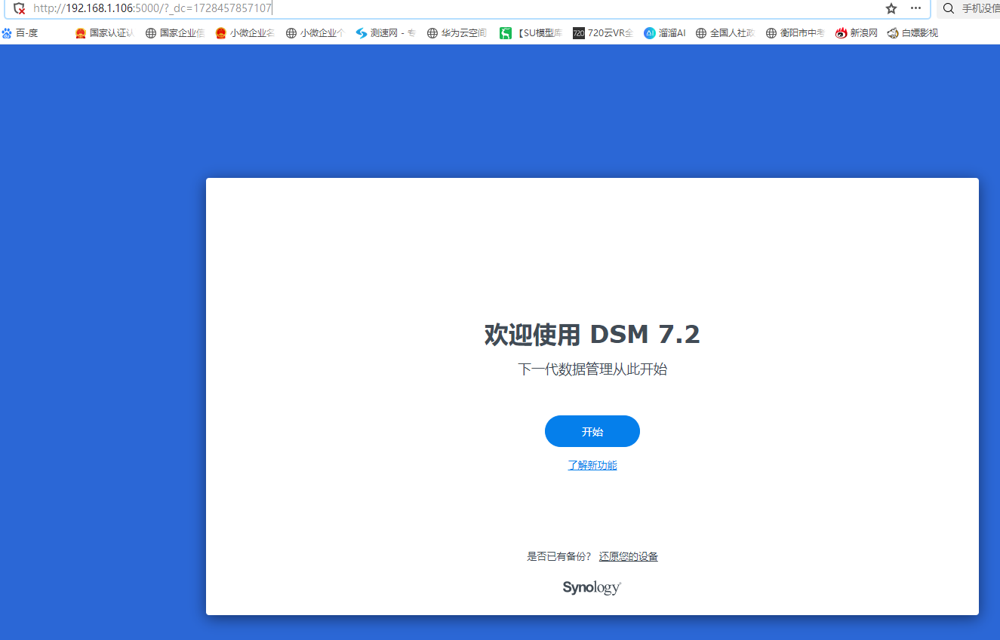 http://192.168.1.106:5000/?_dc=1728457857107 手机没信
百-度 国家认证认 国家企业信 小微企业名 小微企业个 测速网 - 专 华为云空间 【SU模型库 720云VR全 溜溜AI 全国人社政 衡阳市中考 新浪网 白嫖影视
欢迎使用 DSM 7.2
下一代数据管理从此开始
开始
了解新功能
是否已有备份? 还原您的设备
Synology